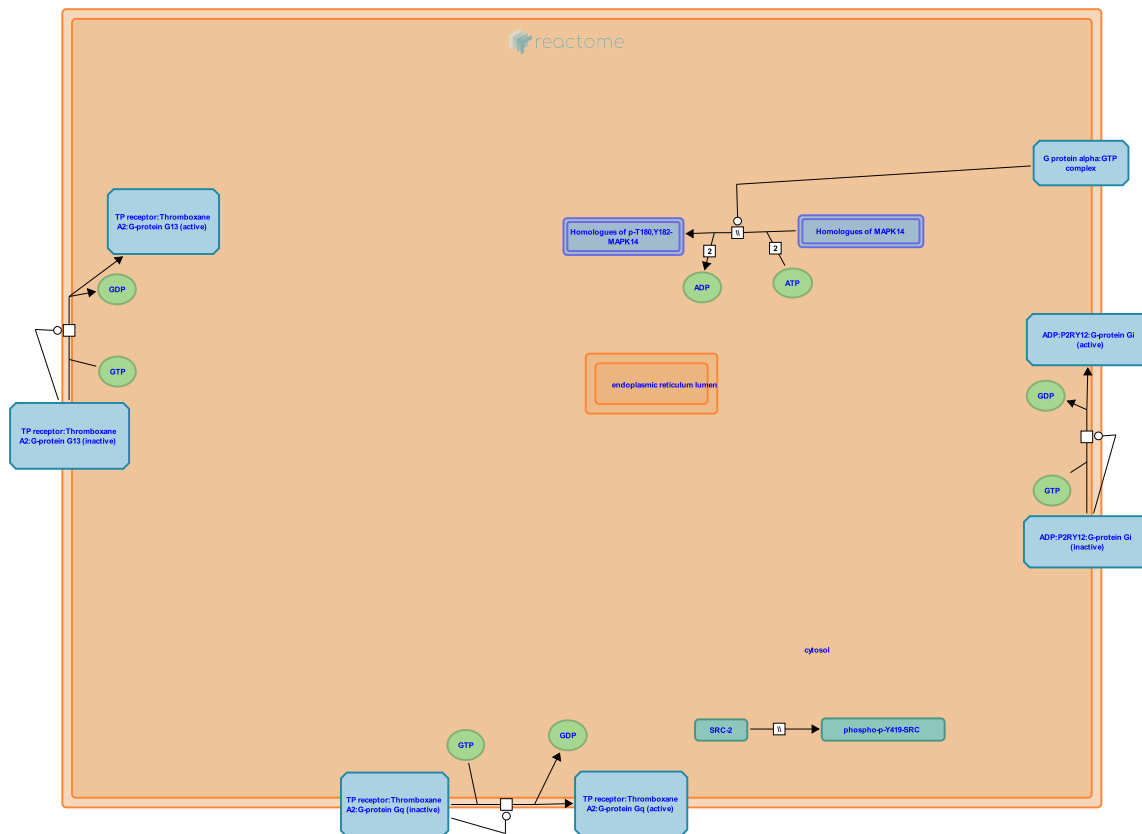 reactome
G protein alpha:GTP
complex
TP receptor:Thromboxane
A2:G-protein G13 (active)
Homologues of p-T180,Y182-
MAPK14
\\
Homologues of MAPK14
2
2
ADP
ATP
GDP
GTP
TP receptor:Thromboxane
A2:G-protein G13 (inactive)
endoplasmic reticulum lumen
ADP:P2RY12:G-protein Gi
(active)
GDP
GTP
ADP:P2RY12:G-protein Gi
(inactive)
cytosol
SRC-2
\\
phospho-p-Y419-SRC
GTP
GDP
TP receptor:Thromboxane
A2:G-protein Gq (inactive)
TP receptor:Thromboxane
A2:G-protein Gq (active)